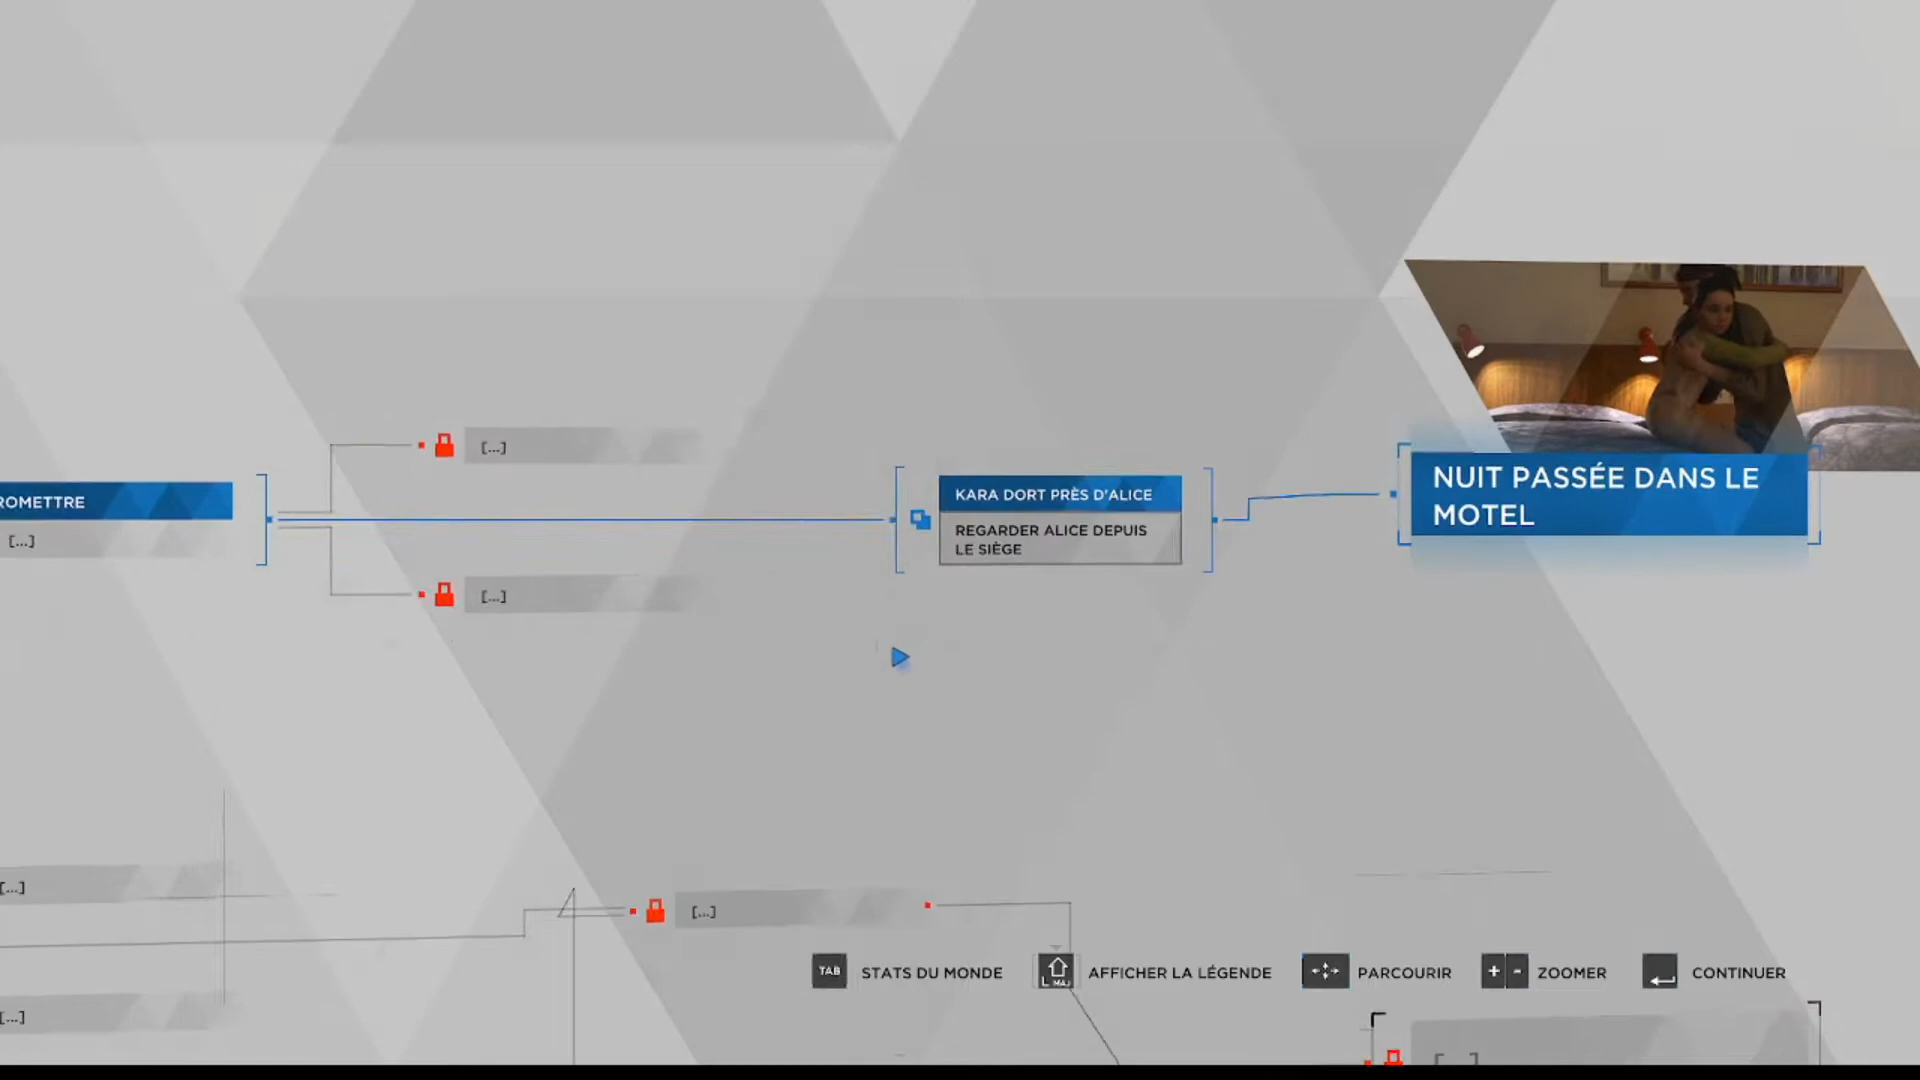 [...]
KARA DORT PRÈS D'ALICE
REGARDER ALICE DEPUIS
LE SIÈGE
NUIT PASSÉE DANS LE
MOTEL
ROMETTRE
[...]
[...]
[...]
[...]
[...]
TAB STATS DU MONDE
MAJ AFFICHER LA LÉGENDE
PARCOURIR
+ - ZOOMER
CONTINUER
[...]